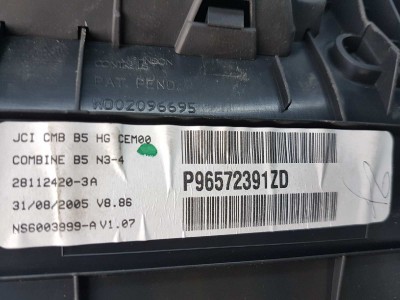 PAT. PEND.
AD02096695
JCI CMB B5 HG CEM00
COMBINE B5 N3-4
28112420-3A
31/08/2005 V8.86
NS6003999-A V1.07
P96572391ZD